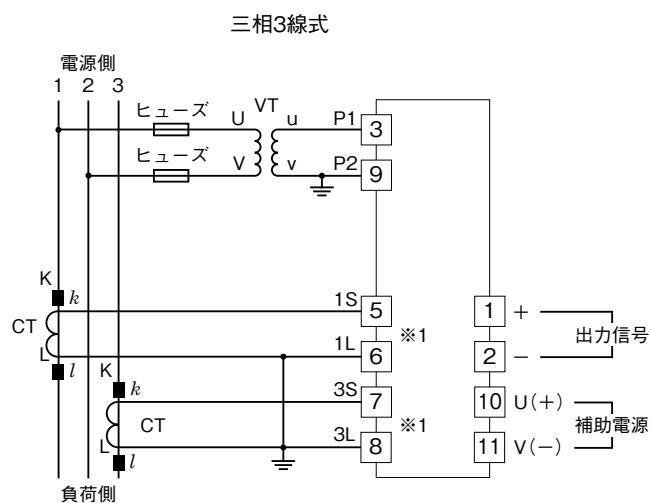 三相3線式
電源側
1 2 3
ヒューズ U VT u P1 3
ヒューズ V v P2 9
K k 1S 5 1 +
CT ※1 出力信号
L l 1L 6 2 −
K k 3S 7 10 U(+)
CT ※1 補助電源
L l 3L 8 11 V(−)
負荷側